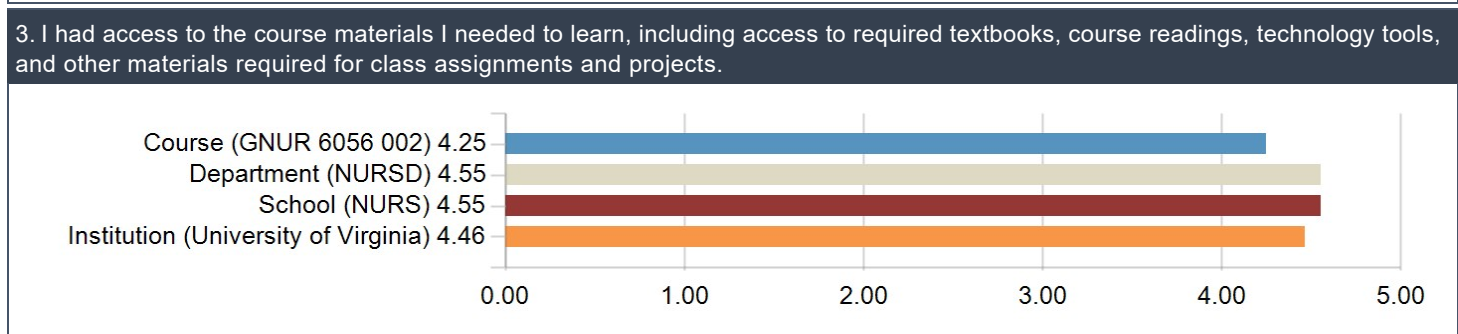 3. I had access to the course materials I needed to learn, including access to required textbooks, course readings, technology tools,
and other materials required for class assignments and projects.
Course (GNUR 6056 002) 4.25
Department (NURSD) 4.55
School (NURS) 4.55
Institution (University of Virginia) 4.46
0.00 1.00 2.00 3.00 4.00 5.00